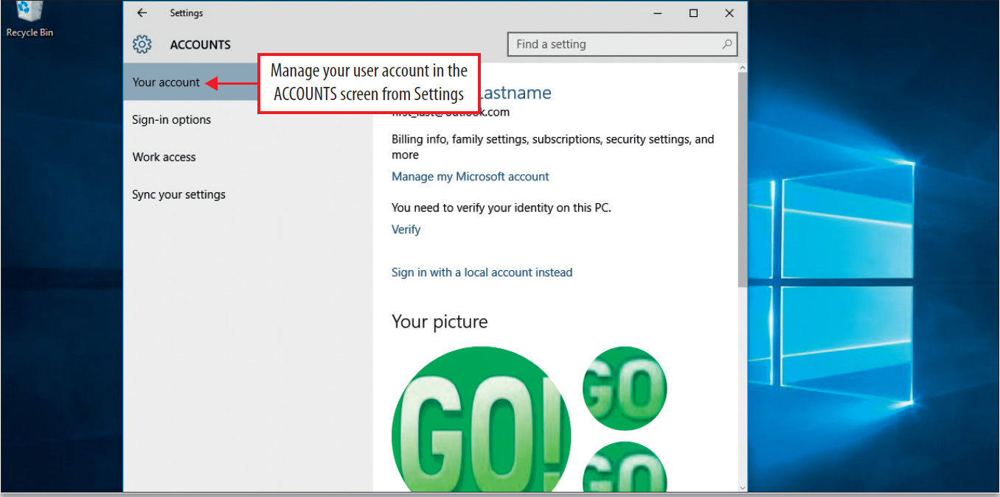 Recycle Bin
Settings
ACCOUNTS
Find a setting
Your account
Manage your user account in the
ACCOUNTS screen from Settings
Lastname
first_last@outlook.com
Sign-in options
Work access
Sync your settings
Billing info, family settings, subscriptions, security settings, and
more
Manage my Microsoft account
You need to verify your identity on this PC.
Verify
Sign in with a local account instead
Your picture
GO!
GO
GO